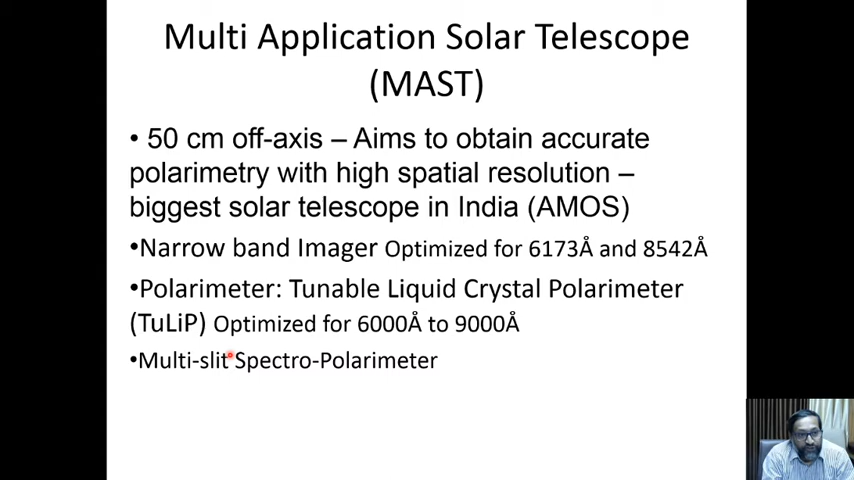 Multi Application Solar Telescope
(MAST)
• 50 cm off-axis – Aims to obtain accurate
polarimetry with high spatial resolution –
biggest solar telescope in India (AMOS)
•Narrow band Imager Optimized for 6173Å and 8542Å
•Polarimeter: Tunable Liquid Crystal Polarimeter
(TuLiP) Optimized for 6000Å to 9000Å
•Multi-slit Spectro-Polarimeter